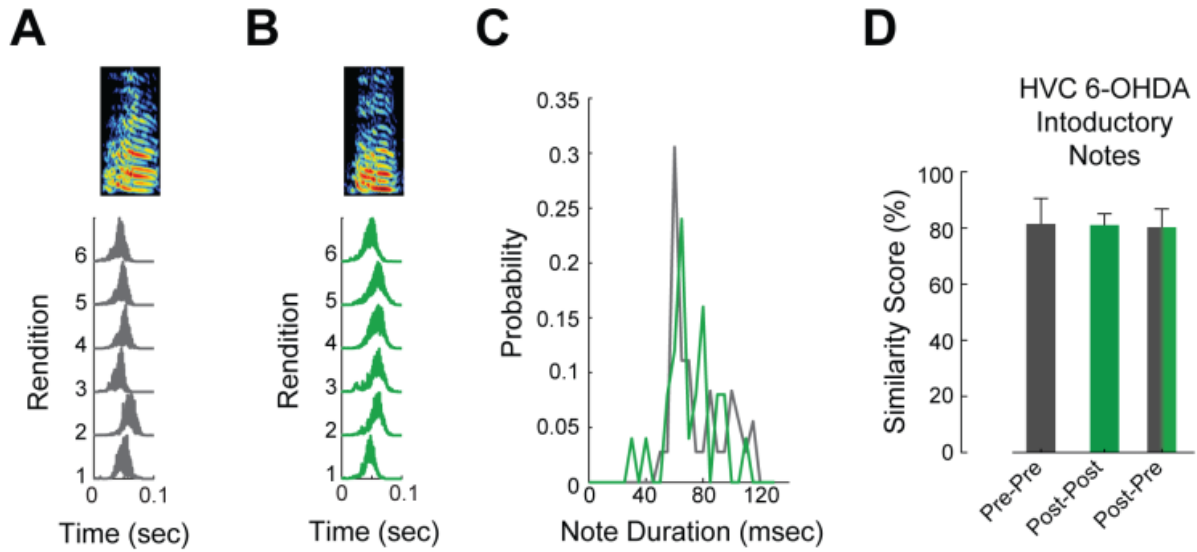 A
B
C
D
HVC 6-OHDA
Intoductory
Notes
Rendition
6
5
4
3
2
1
0
0.1
Time (sec)
Rendition
6
5
4
3
2
1
0
0.1
Time (sec)
Probability
0.35
0.3
0.25
0.2
0.15
0.1
0.05
0
0
40
80
120
Note Duration (msec)
Similarity Score (%)
100
80
60
40
20
0
Pre-Pre
Post-Post
Post-Pre